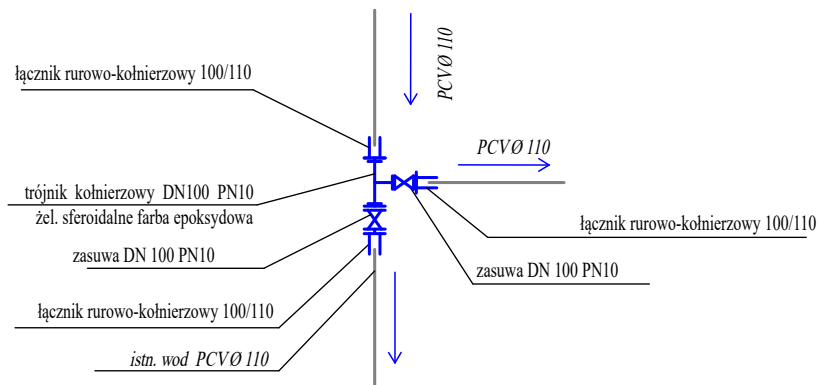 PCVØ 110
łącznik rurowo-kołnierzowy 100/110
PCVØ 110
trójnik kołnierzowy DN100 PN10
żel. sferoidalne farba epoksydowa
łącznik rurowo-kołnierzowy 100/110
zasuwa DN 100 PN10
zasuwa DN 100 PN10
łącznik rurowo-kołnierzowy 100/110
istn. wod PCVØ 110